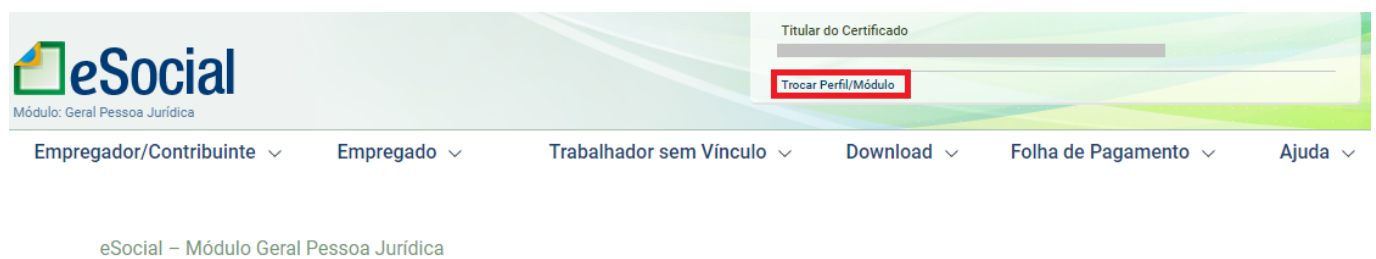 Titular do Certificado
eSocial
Trocar Perfil/Módulo
Módulo: Geral Pessoa Jurídica
Empregador/Contribuinte Empregado Trabalhador sem Vínculo Download Folha de Pagamento Ajuda
eSocial – Módulo Geral Pessoa Jurídica